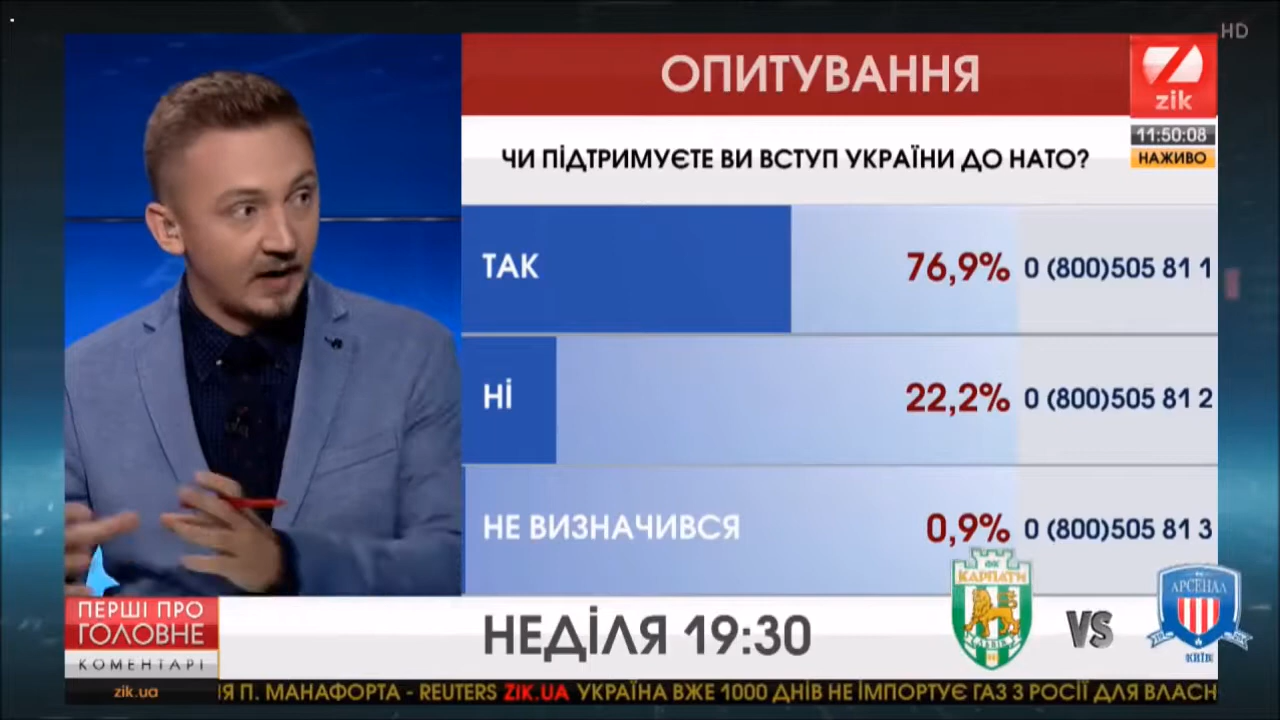 HD
ОПИТУВАННЯ
zik
11:50:08
НАЖИВО
ЧИ ПІДТРИМУЄТЕ ВИ ВСТУП УКРАЇНИ ДО НАТО?
ТАК 76,9% 0 (800)505 81 1
НІ 22,2% 0 (800)505 81 2
НЕ ВИЗНАЧИВСЯ 0,9% 0 (800)505 81 3
ПЕРШІ ПРО
ГОЛОВНЕ
КОМЕНТАРІ
НЕДІЛЯ 19:30
ФК
КАРПАТИ
ЛЬВІВ
VS
АРСЕНАЛ
КИЇВ
zik.ua
Я П. МАНАФОРТА - REUTERS ZIK.UA УКРАЇНА ВЖЕ 1000 ДНІВ НЕ ІМПОРТУЄ ГАЗ З РОСІЇ ДЛЯ ВЛАСН